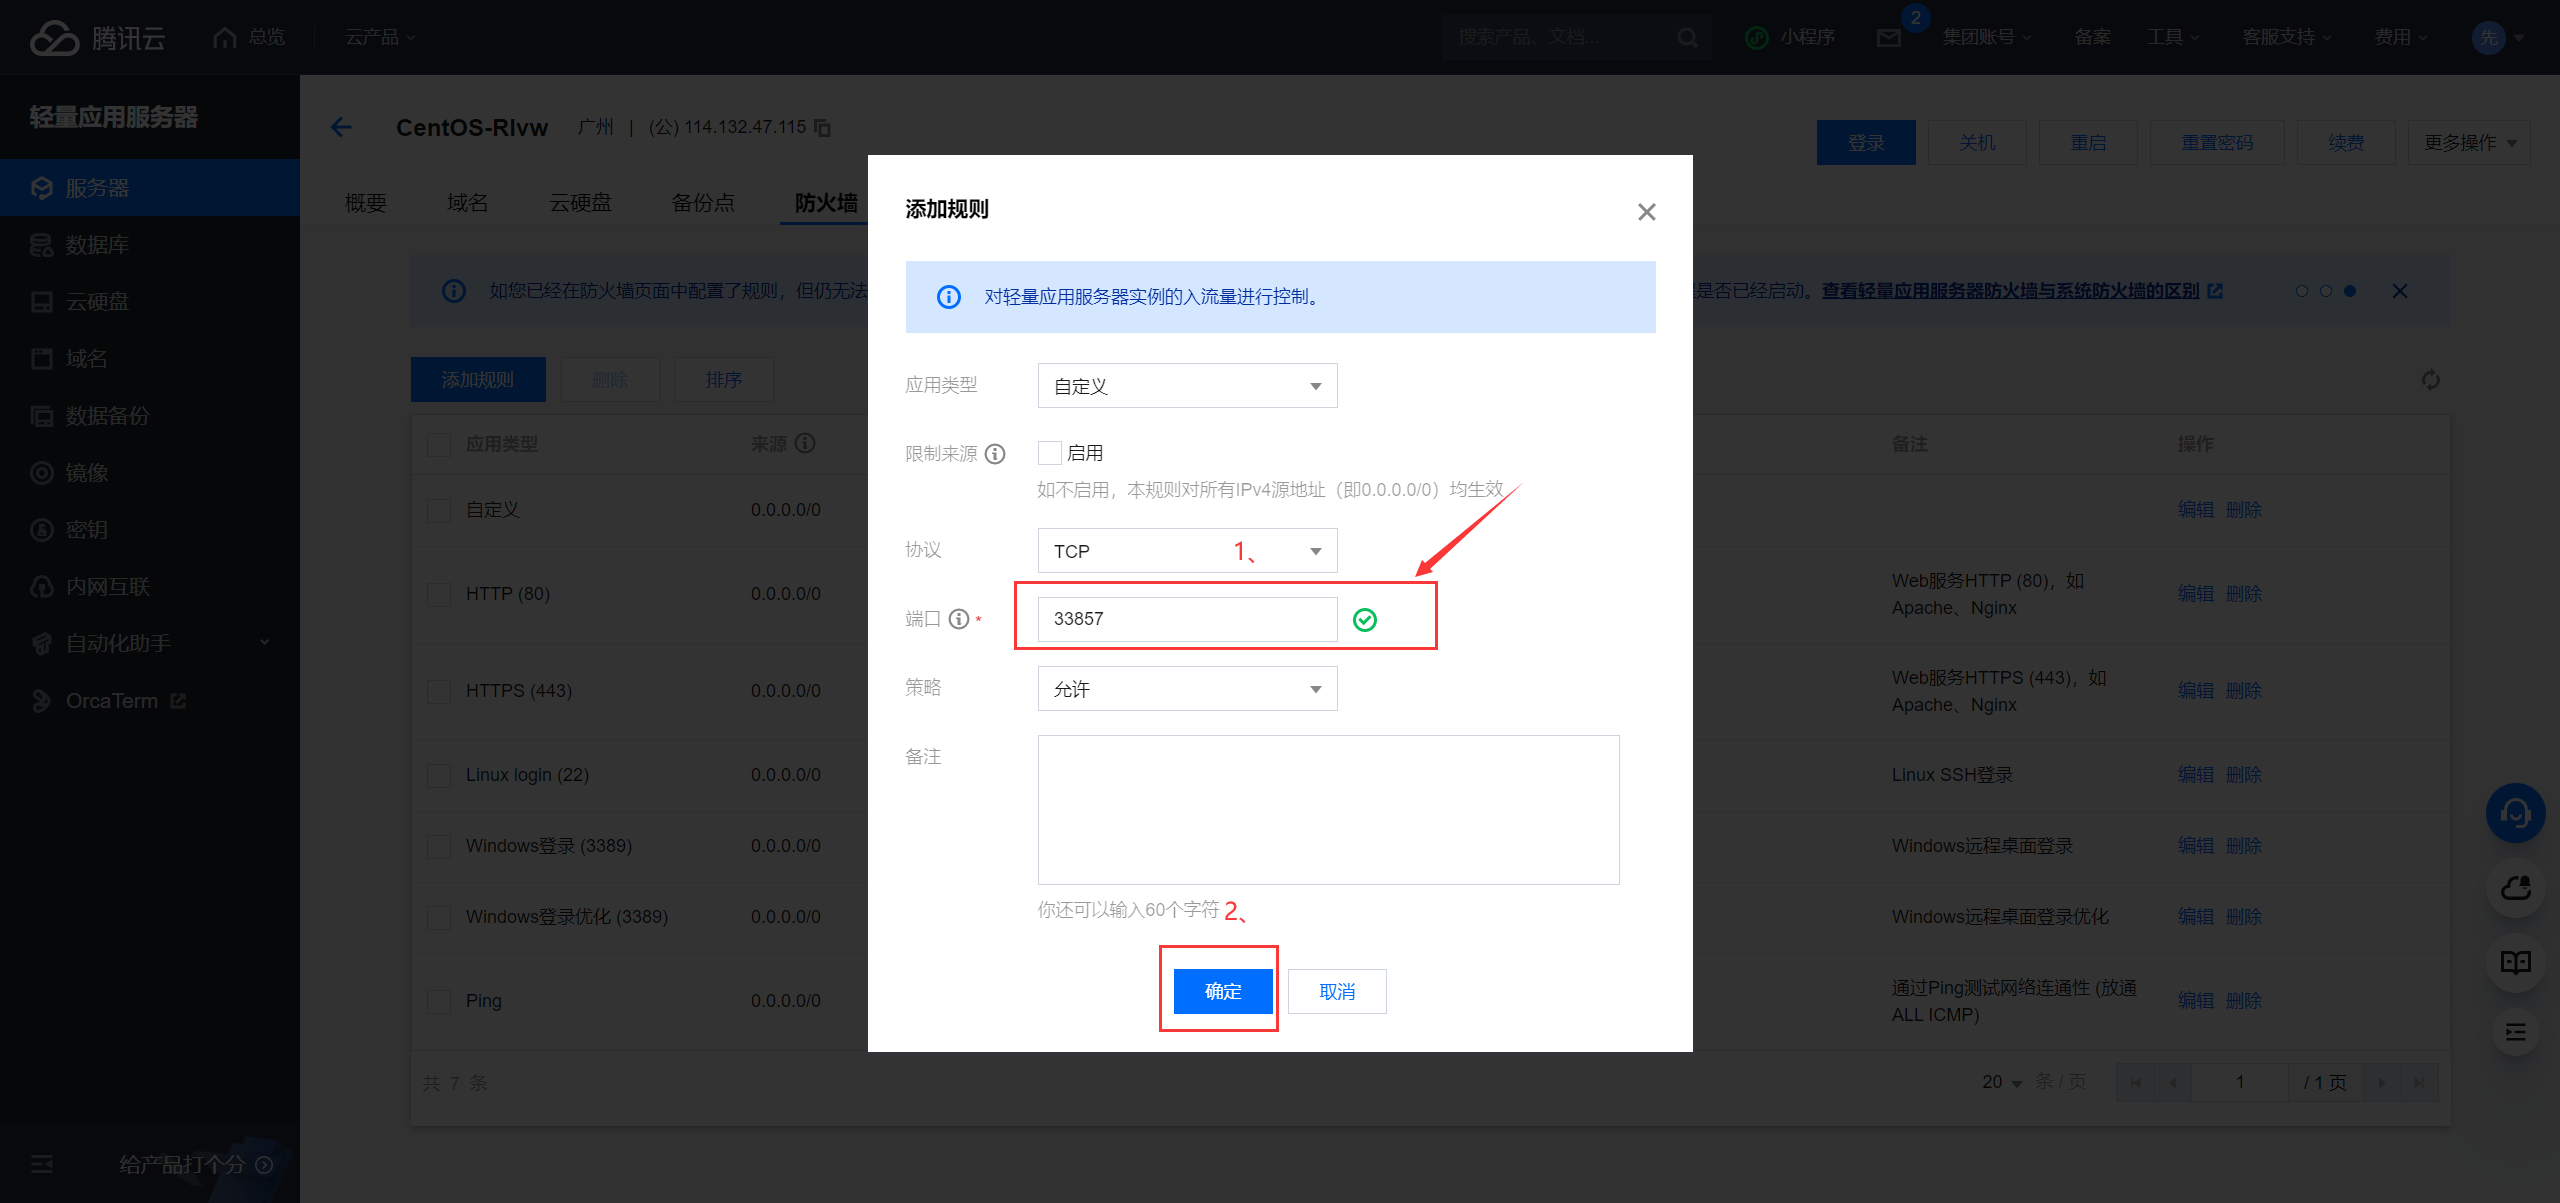 腾讯云 总览 云产品 搜索产品、文档... 小程序 2 集团账号 备案 工具 客服支持 费用 先
轻量应用服务器
服务器
数据库
云硬盘
域名
数据备份
镜像
密钥
内网互联
自动化助手
OrcaTerm
给产品打个分
CentOS-RIvw 广州 | (公) 114.132.47.115
登录 关机 重启 重置密码 续费 更多操作
概要 域名 云硬盘 备份点 防火墙
如您已经在防火墙页面中配置了规则，但仍无法 是否已经启动。查看轻量应用服务器防火墙与系统防火墙的区别
添加规则 删除 排序
应用类型 来源 备注 操作
自定义 0.0.0.0/0 编辑 删除
HTTP (80) 0.0.0.0/0 Web服务HTTP (80)，如
Apache、Nginx 编辑 删除
HTTPS (443) 0.0.0.0/0 Web服务HTTPS (443)，如
Apache、Nginx 编辑 删除
Linux login (22) 0.0.0.0/0 Linux SSH登录 编辑 删除
Windows登录 (3389) 0.0.0.0/0 Windows远程桌面登录 编辑 删除
Windows登录优化 (3389) 0.0.0.0/0 Windows远程桌面登录优化 编辑 删除
Ping 0.0.0.0/0 通过Ping测试网络连通性 (放通
ALL ICMP) 编辑 删除
共 7 条 20 条 / 页 1 / 1 页
添加规则
对轻量应用服务器实例的入流量进行控制。
应用类型 自定义
限制来源 启用
如不启用，本规则对所有IPv4源地址（即0.0.0.0/0）均生效
协议 TCP 1、
端口 * 33857
策略 允许
备注
你还可以输入60个字符 2、
确定 取消